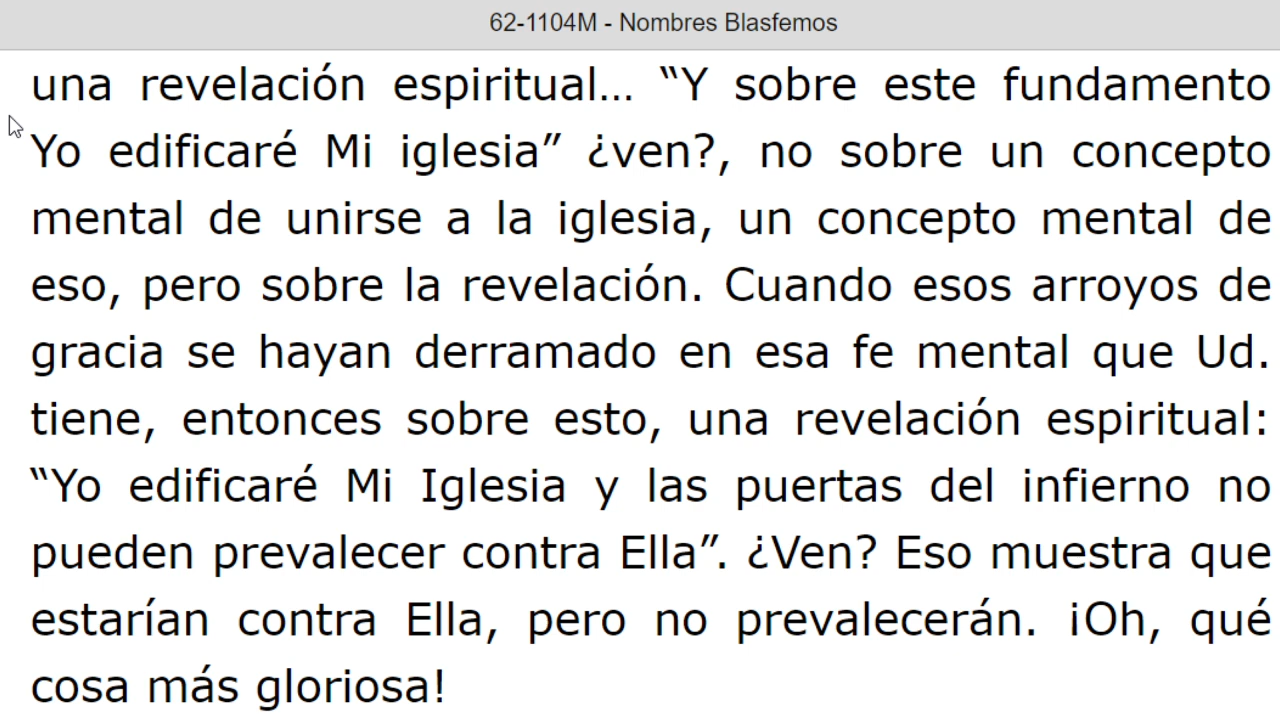 62-1104M - Nombres Blasfemos
una revelación espiritual… “Y sobre este fundamento
Yo edificaré Mi iglesia” ¿ven?, no sobre un concepto
mental de unirse a la iglesia, un concepto mental de
eso, pero sobre la revelación. Cuando esos arroyos de
gracia se hayan derramado en esa fe mental que Ud.
tiene, entonces sobre esto, una revelación espiritual:
“Yo edificaré Mi Iglesia y las puertas del infierno no
pueden prevalecer contra Ella”. ¿Ven? Eso muestra que
estarían contra Ella, pero no prevalecerán. ¡Oh, qué
cosa más gloriosa!